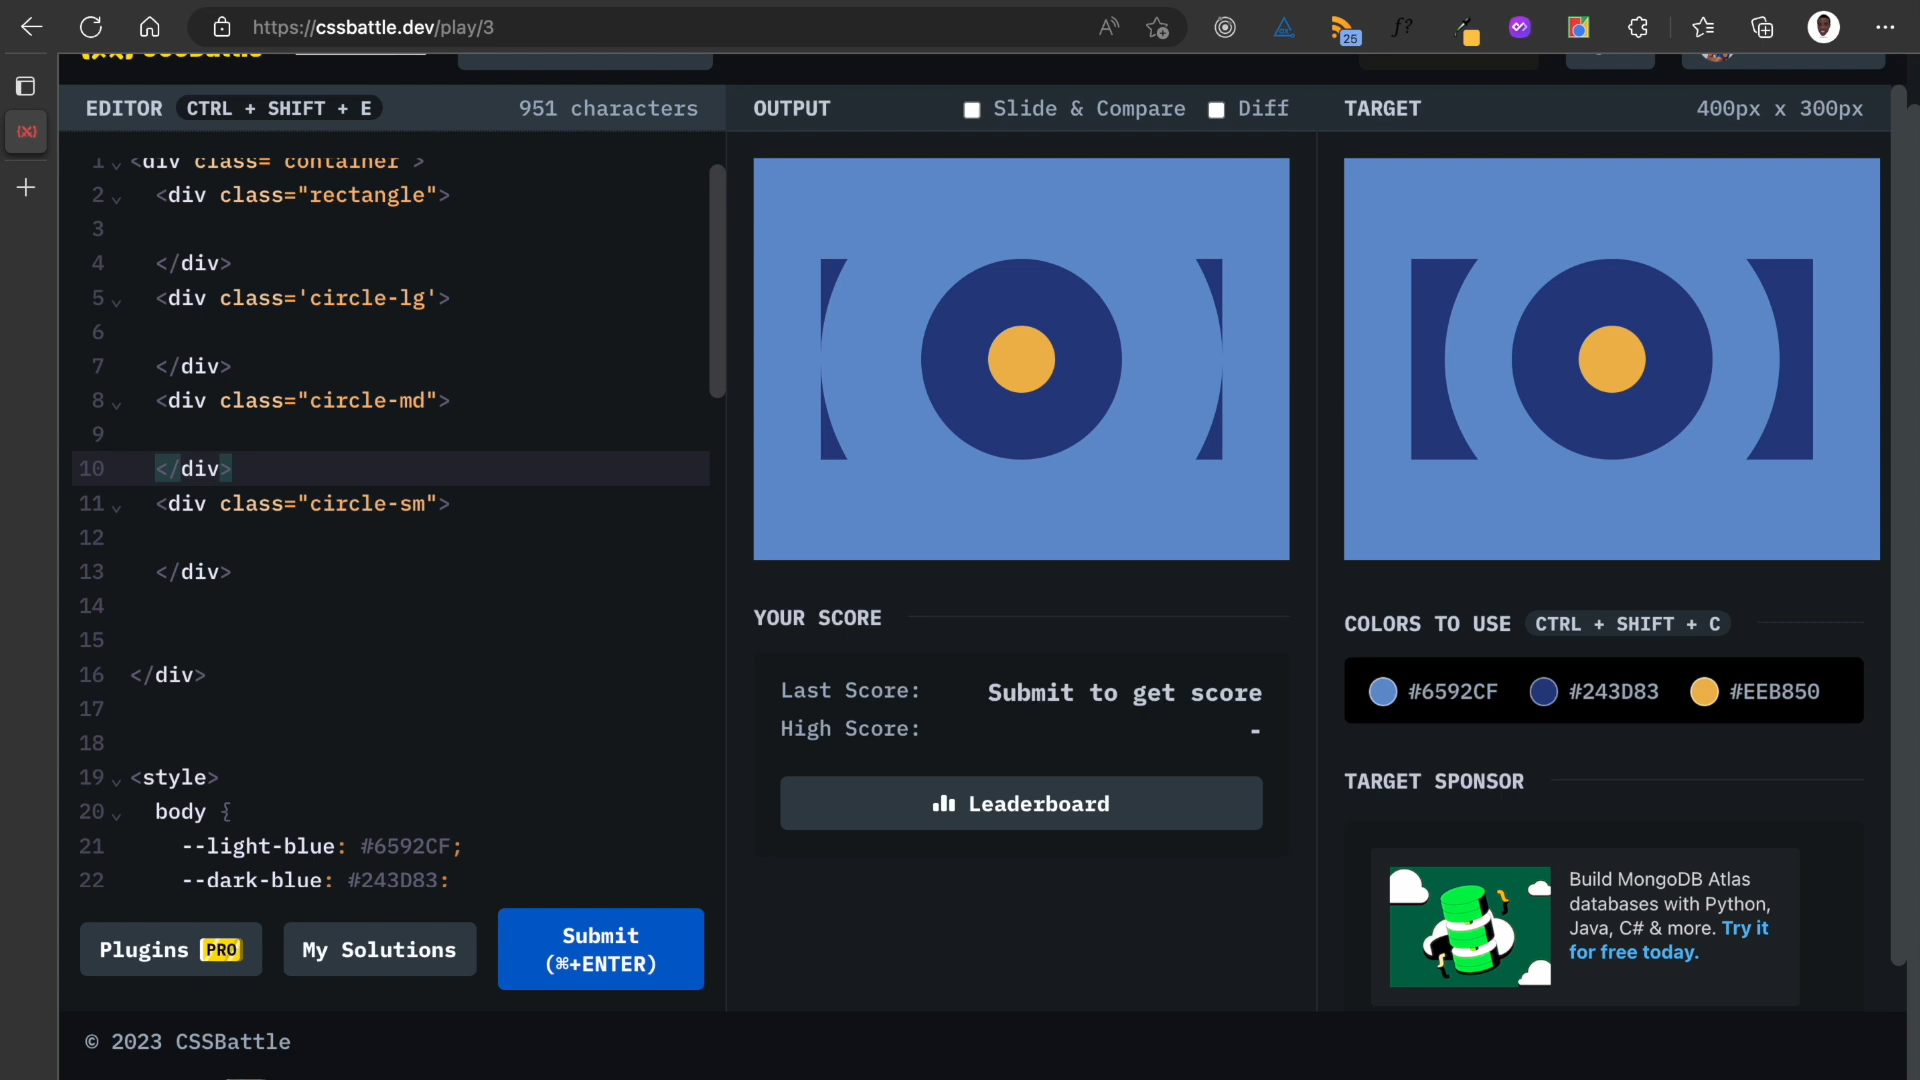 https://cssbattle.dev/play/3
25
f?
EDITOR CTRL + SHIFT + E 951 characters
OUTPUT Slide & Compare Diff
TARGET 400px x 300px
1 <div class="container">
2 <div class="rectangle">
3
4 </div>
5 <div class='circle-lg'>
6
7 </div>
8 <div class="circle-md">
9
10 </div>
11 <div class="circle-sm">
12
13 </div>
14
15
16 </div>
17
18
19 <style>
20 body {
21 --light-blue: #6592CF;
22 --dark-blue: #243D83;
Plugins PRO
My Solutions
Submit
(⌘+ENTER)
YOUR SCORE
Last Score: Submit to get score
High Score: -
Leaderboard
COLORS TO USE CTRL + SHIFT + C
#6592CF #243D83 #EEB850
TARGET SPONSOR
Build MongoDB Atlas
databases with Python,
Java, C# & more. Try it
for free today.
© 2023 CSSBattle